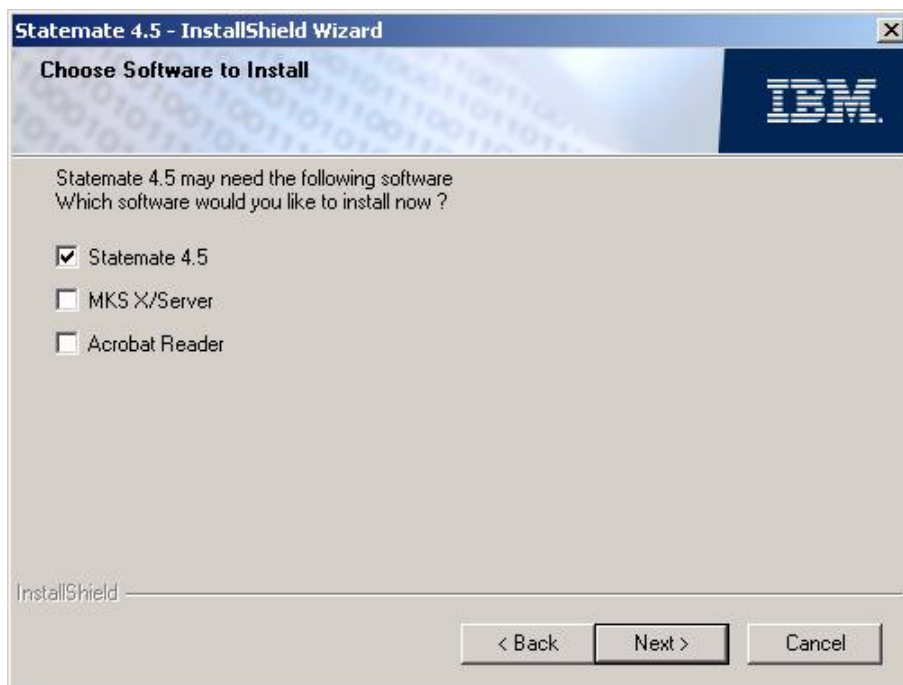 Statemate 4.5 - InstallShield Wizard
Choose Software to Install
IBM.
Statemate 4.5 may need the following software
Which software would you like to install now ?
Statemate 4.5
MKS X/Server
Acrobat Reader
InstallShield
< Back
Next >
Cancel